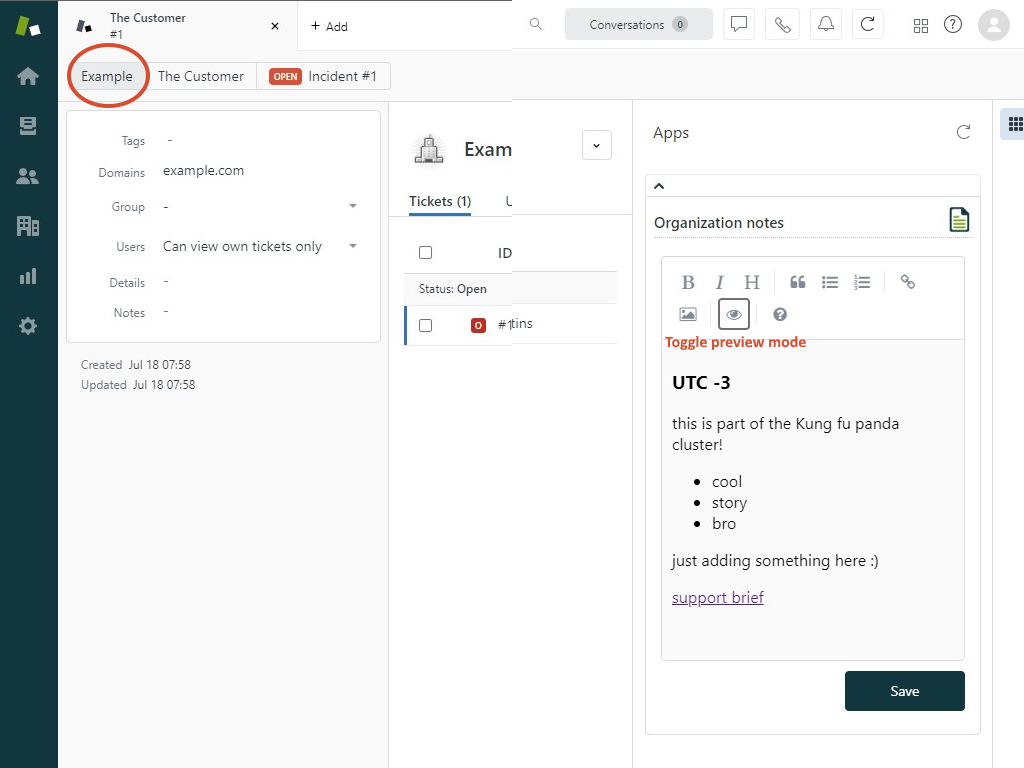 The Customer
#1
+ Add
Conversations 0
Example
The Customer
OPEN Incident #1
Tags -
Domains example.com
Group -
Users Can view own tickets only
Details -
Notes -
Created Jul 18 07:58
Updated Jul 18 07:58
Exam
Tickets (1)
ID
Status: Open
O #1 tins
Apps
Organization notes
B I H
Toggle preview mode
UTC -3
this is part of the Kung fu panda
cluster!
• cool
• story
• bro
just adding something here :)
support brief
Save